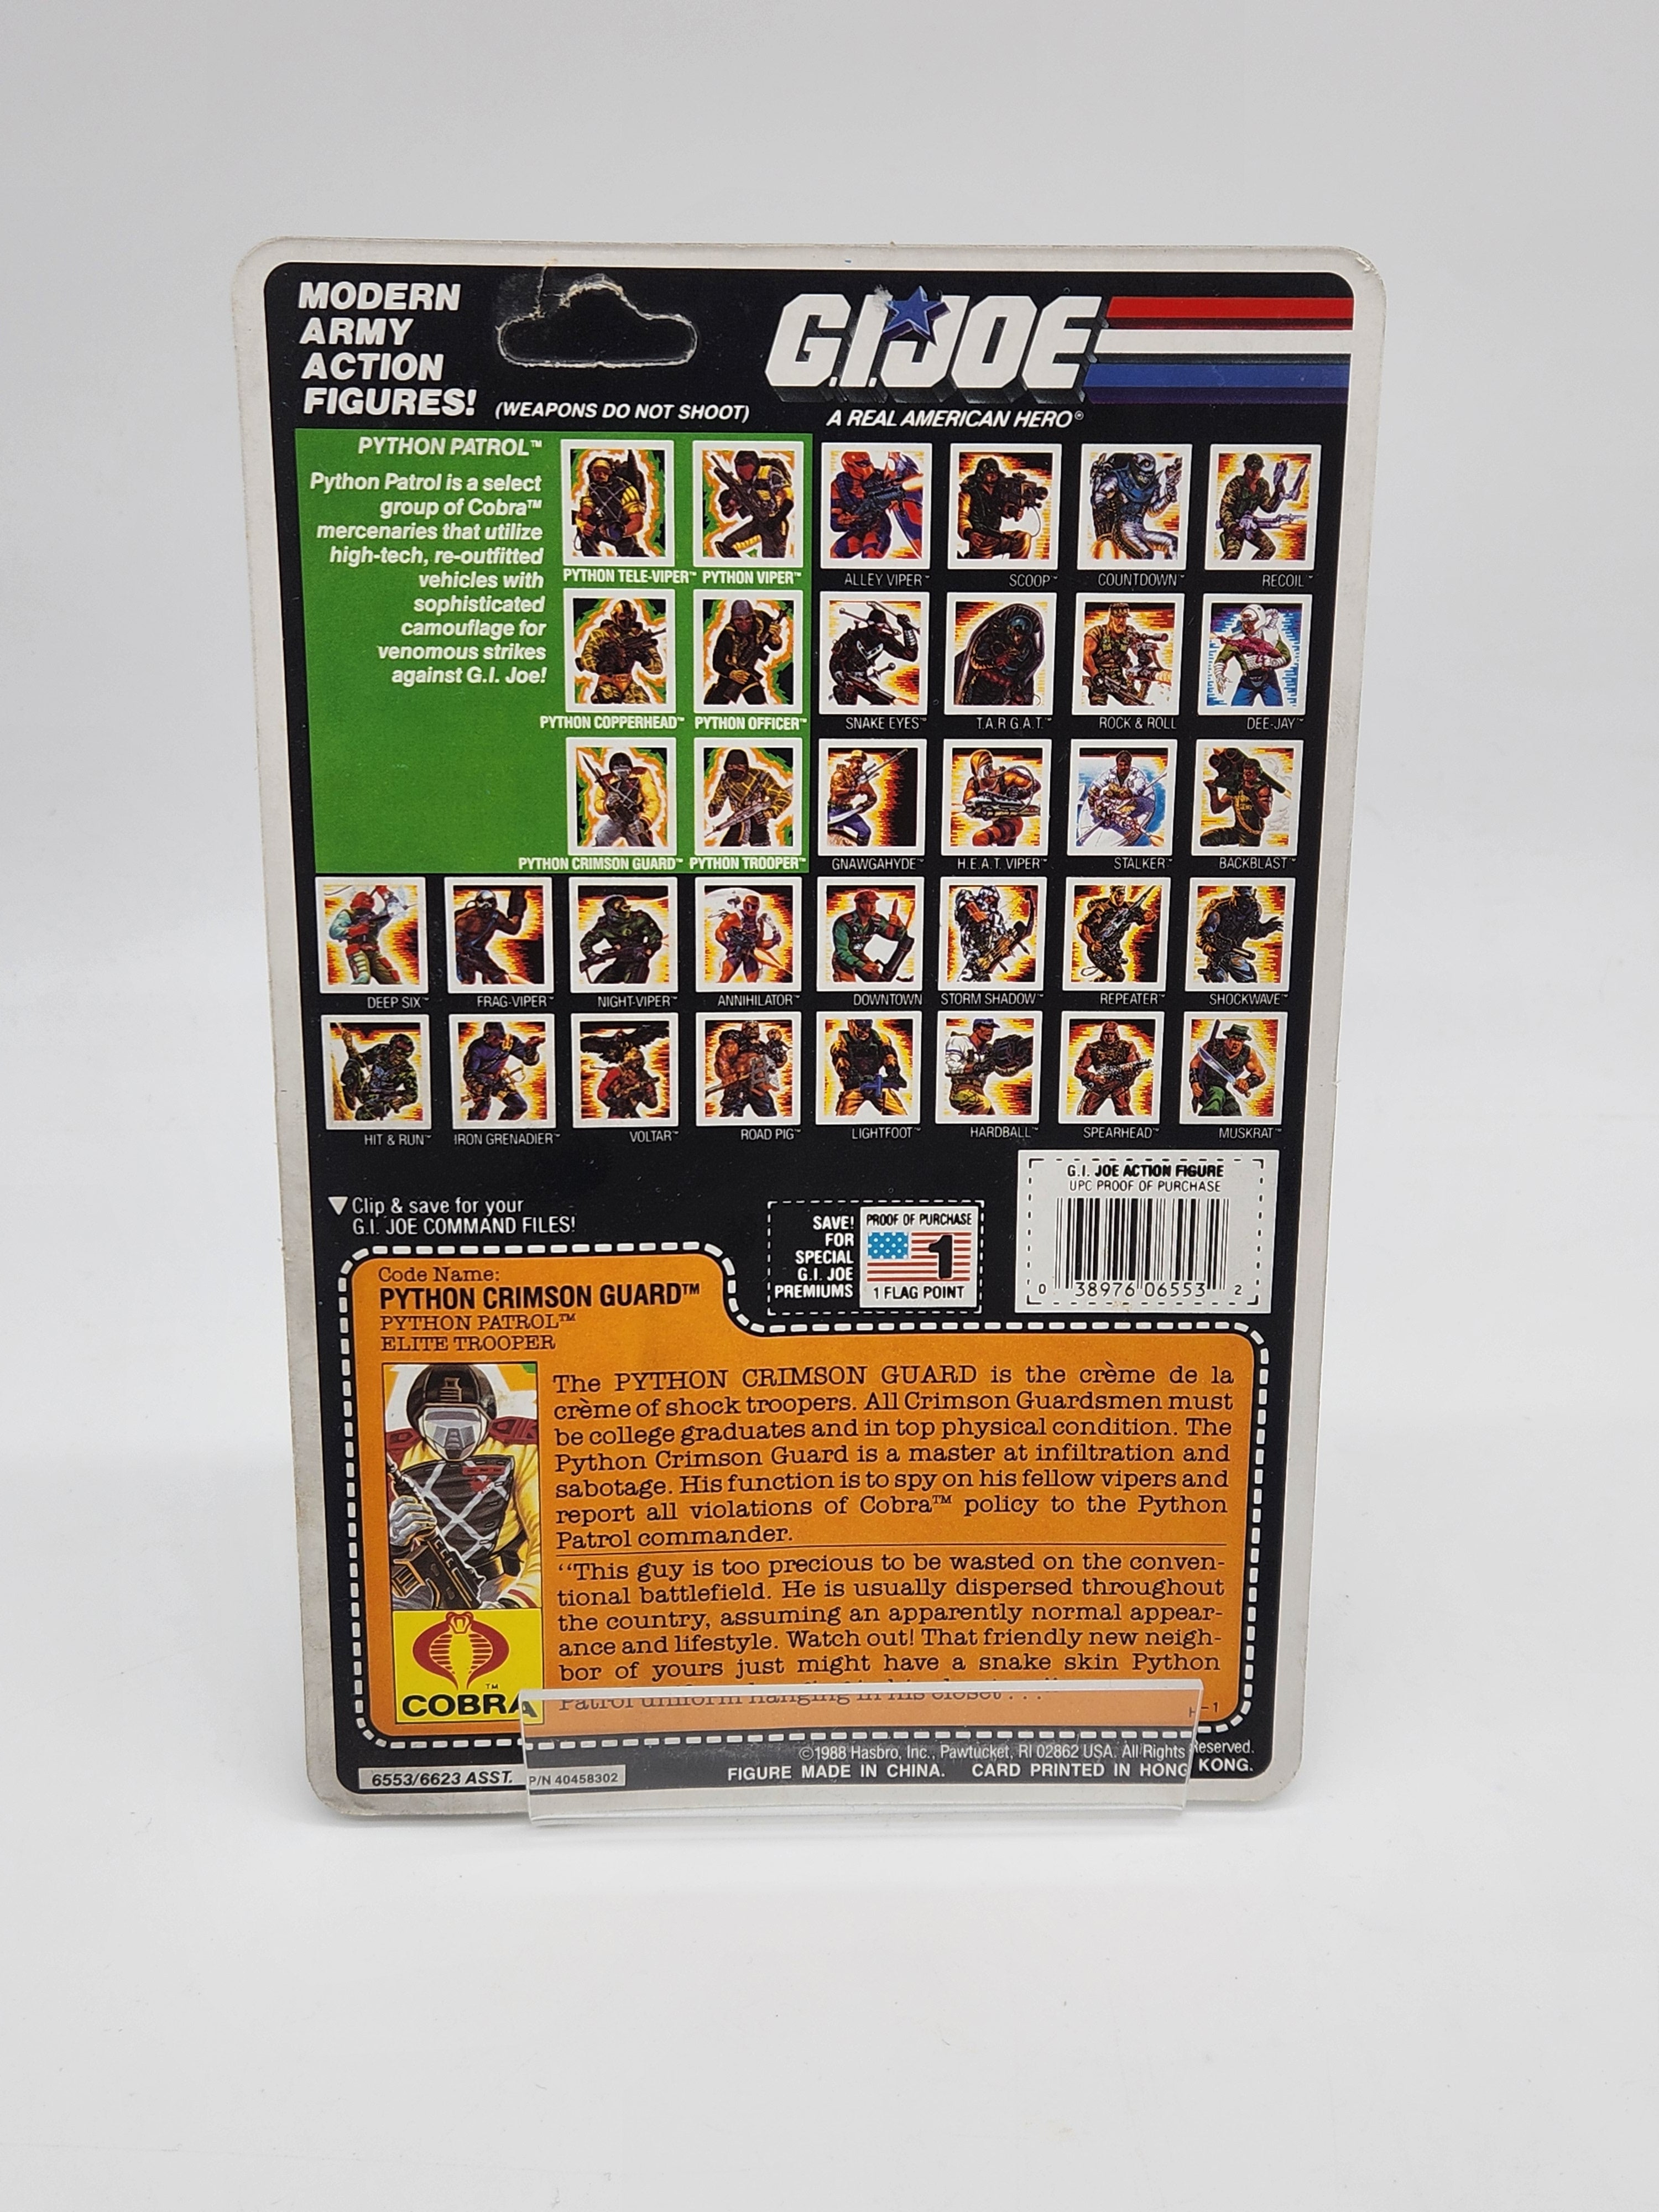 MODERN
ARMY
ACTION
FIGURES! (WEAPONS DO NOT SHOOT)
G.I. JOE
A REAL AMERICAN HERO®
PYTHON PATROL™
Python Patrol is a select
group of Cobra™
mercenaries that utilize
high-tech, re-outfitted
vehicles with
sophisticated
camouflage for
venomous strikes
against G.I. Joe!
PYTHON TELE-VIPER™ PYTHON VIPER™ ALLEY VIPER™ SCOOP™ COUNTDOWN™ RECOIL™
PYTHON COPPERHEAD™ PYTHON OFFICER™ SNAKE EYES™ T.A.R.G.A.T.™ ROCK & ROLL DEE-JAY™
PYTHON CRIMSON GUARD™ PYTHON TROOPER™ GNAWGAHYDE™ H.E.A.T. VIPER™ STALKER™ BACKBLAST™
DEEP SIX™ FRAG-VIPER™ NIGHT-VIPER™ ANNIHILATOR™ DOWNTOWN STORM SHADOW™ REPEATER™ SHOCKWAVE™
HIT & RUN™ IRON GRENADIER™ VOLTAR™ ROAD PIG™ LIGHTFOOT™ HARDBALL™ SPEARHEAD™ MUSKRAT™
Clip & save for your
G.I. JOE COMMAND FILES!
SAVE!
FOR
SPECIAL
G.I. JOE
PREMIUMS
PROOF OF PURCHASE
1
1 FLAG POINT
G.I. JOE ACTION FIGURE
UPC PROOF OF PURCHASE
0 38976 06553 2
Code Name:
PYTHON CRIMSON GUARD™
PYTHON PATROL™
ELITE TROOPER
The PYTHON CRIMSON GUARD is the crème de la
crème of shock troopers. All Crimson Guardsmen must
be college graduates and in top physical condition. The
Python Crimson Guard is a master at infiltration and
sabotage. His function is to spy on his fellow vipers and
report all violations of Cobra™ policy to the Python
Patrol commander.
“This guy is too precious to be wasted on the conven-
tional battlefield. He is usually dispersed throughout
the country, assuming an apparently normal appear-
ance and lifestyle. Watch out! That friendly new neigh-
bor of yours just might have a snake skin Python
Patrol uniform hanging in his closet . . .
COBRA™
©1988 Hasbro, Inc., Pawtucket, RI 02862 USA. All Rights Reserved.
FIGURE MADE IN CHINA. CARD PRINTED IN HONG KONG.
6553/6623 ASST. P/N 40458302